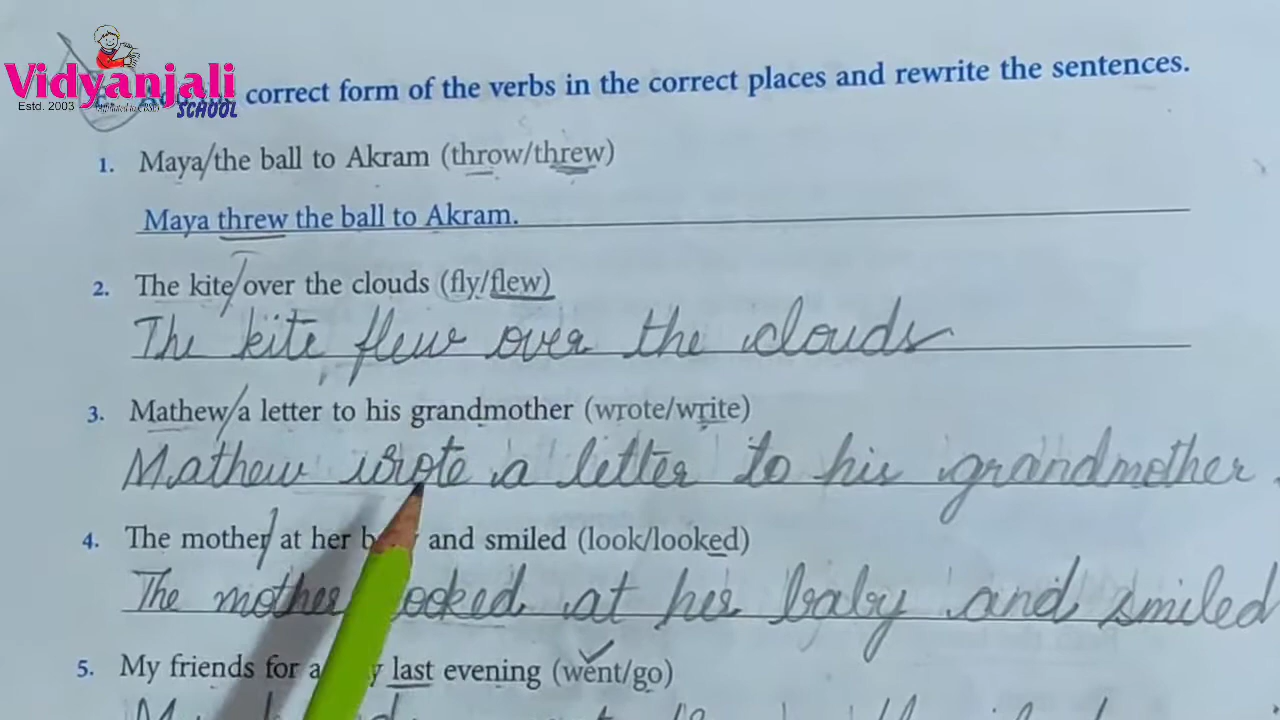 Vidyanjali
Estd. 2003
SCHOOL
correct form of the verbs in the correct places and rewrite the sentences.
1. Maya/the ball to Akram (throw/threw)
Maya threw the ball to Akram.
2. The kite/over the clouds (fly/flew)
The kite flew over the clouds
3. Mathew/a letter to his grandmother (wrote/write)
Mathew wrote a letter to his grandmother.
4. The mother/at her and smiled (look/looked)
The mother looked at her baby and smiled
5. My friends for last evening (went/go)